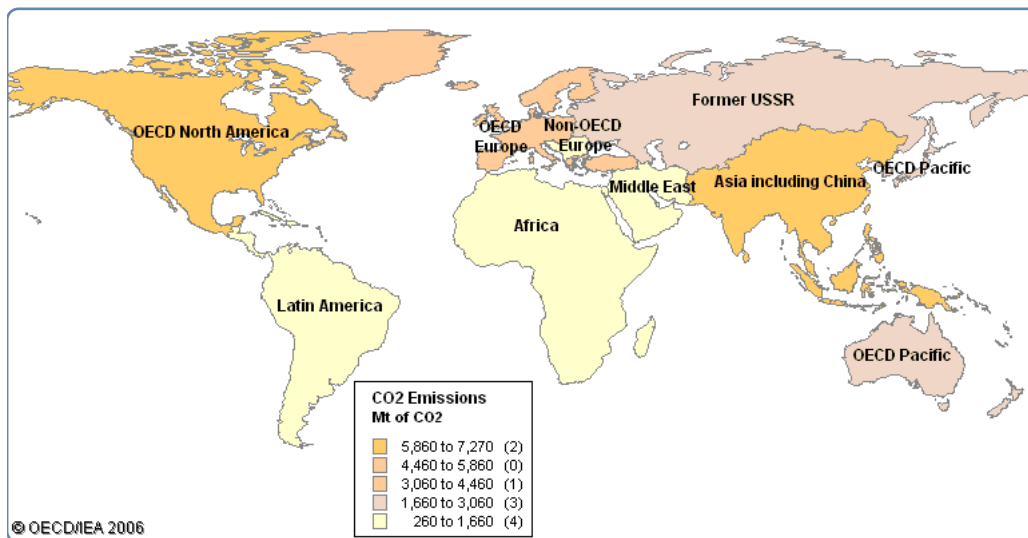 Former USSR
OECD North America
OECD
Europe
Non-OECD
Europe
OECD Pacific
Middle East
Asia including China
Africa
Latin America
OECD Pacific
CO2 Emissions
Mt of CO2
5,860 to 7,270 (2)
4,460 to 5,860 (0)
3,060 to 4,460 (1)
1,660 to 3,060 (3)
260 to 1,660 (4)
© OECD/IEA 2006